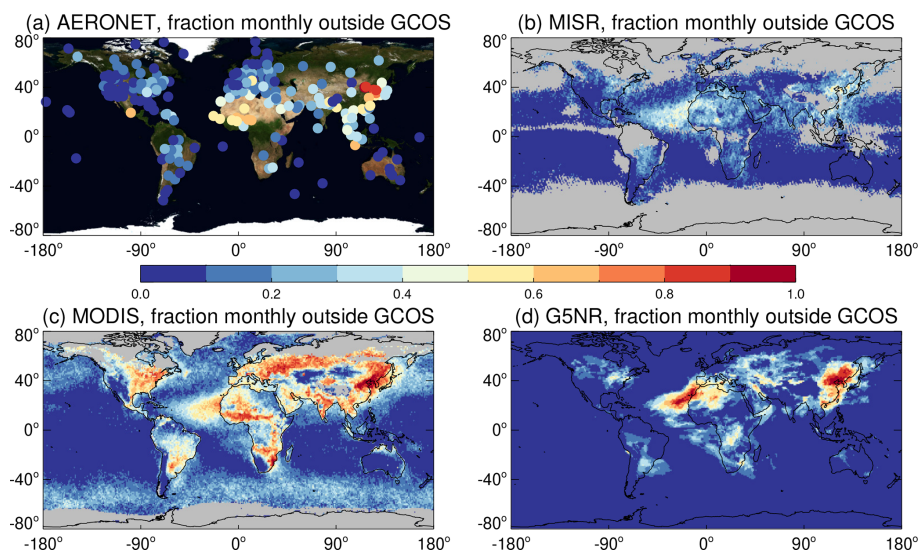 (a) AERONET, fraction monthly outside GCOS
(b) MISR, fraction monthly outside GCOS
80°
40°
0°
-40°
-80°
-180° -90° 0° 90° 180°
80°
40°
0°
-40°
-80°
-180° -90° 0° 90° 180°
0.0 0.2 0.4 0.6 0.8 1.0
(c) MODIS, fraction monthly outside GCOS
(d) G5NR, fraction monthly outside GCOS
80°
40°
0°
-40°
-80°
-180° -90° 0° 90° 180°
80°
40°
0°
-40°
-80°
-180° -90° 0° 90° 180°